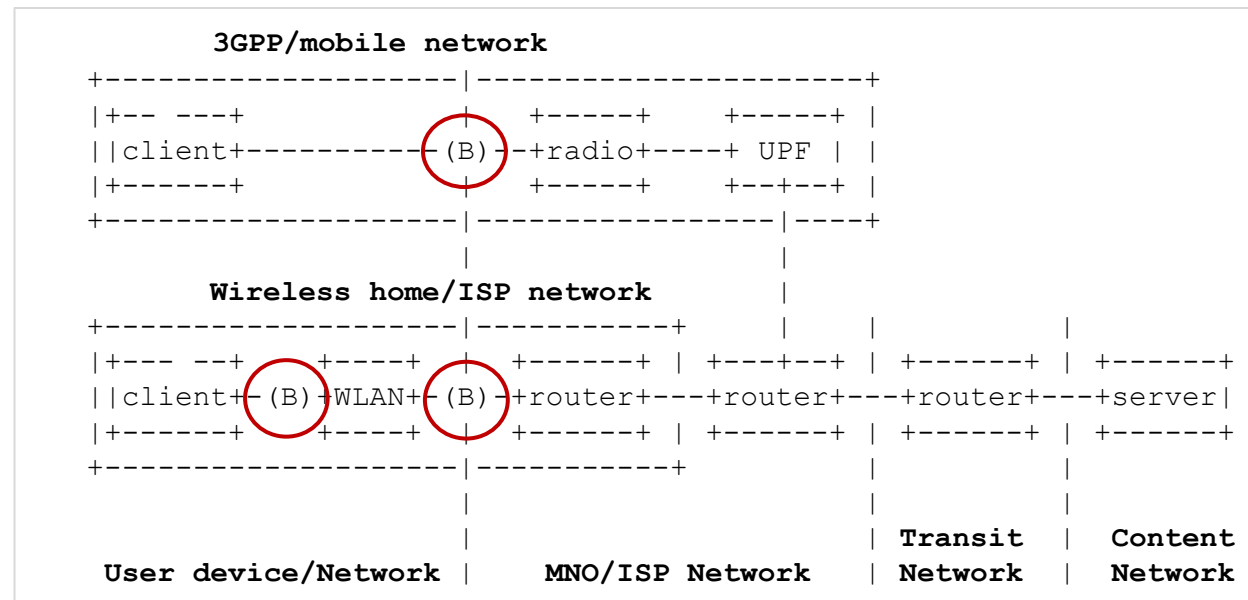 3GPP/mobile network
+---------------------|-----------------------+
|+-- ---+ | +-----+ +-----+ |
||client+-----------(B)--+radio+----+ UPF | |
|+------+ | +-----+ +--+--+ |
+---------------------|------------------|----+
| |
Wireless home/ISP network |
+---------------------|-----------+ | | |
|+--- --+ +----+ | +------+ | +---+--+ | +------+ | +------+
||client+-(B)+WLAN+-(B)-+router+---+router+---+router+---+server|
|+------+ +----+ | +------+ | +------+ | +------+ | +------+
+---------------------|-----------+ | |
| | |
| | Transit | Content
User device/Network | MNO/ISP Network | Network | Network